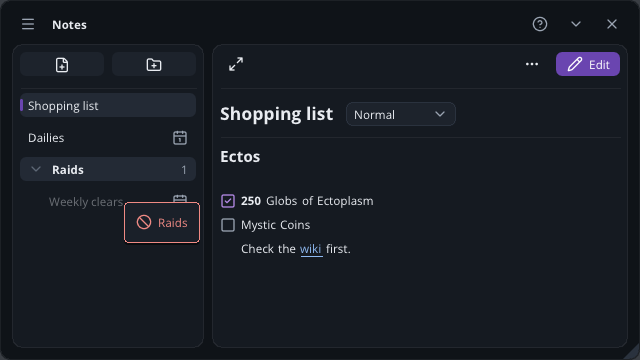 Notes
Shopping list
Dailies
Raids 1
Weekly clears
Raids
Edit
Shopping list Normal
Ectos
250 Globs of Ectoplasm
Mystic Coins
Check the wiki first.